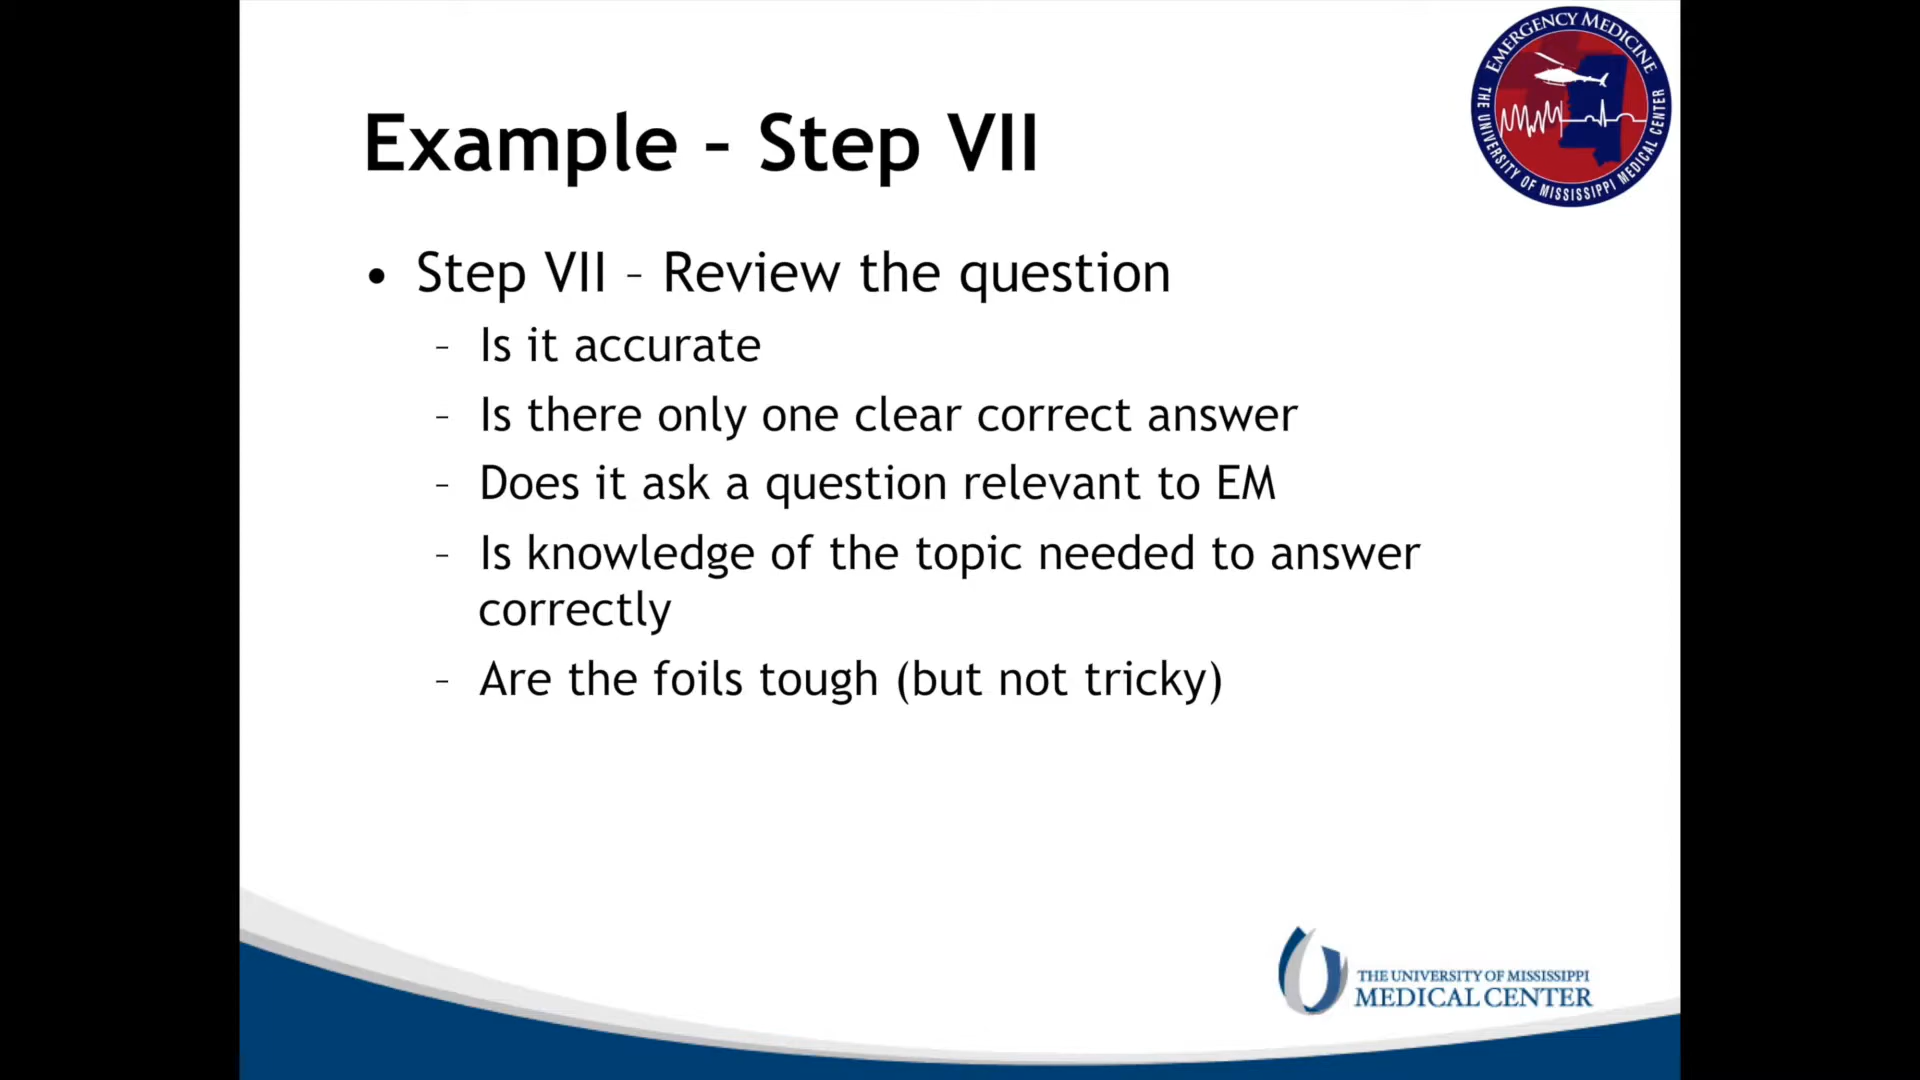 EMERGENCY MEDICINE
THE UNIVERSITY OF MISSISSIPPI MEDICAL CENTER
Example – Step VII
• Step VII – Review the question
– Is it accurate
– Is there only one clear correct answer
– Does it ask a question relevant to EM
– Is knowledge of the topic needed to answer
correctly
– Are the foils tough (but not tricky)
THE UNIVERSITY OF MISSISSIPPI
MEDICAL CENTER